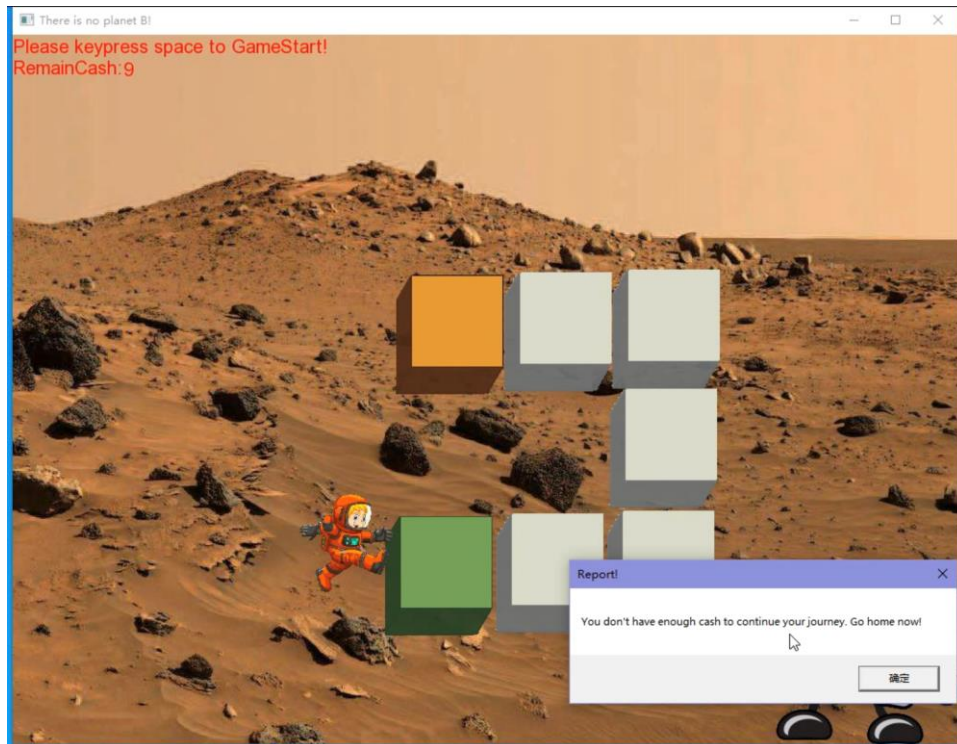 There is no planet B!
Please keypress space to GameStart!
RemainCash:9
Report!
You don't have enough cash to continue your journey. Go home now!
确定